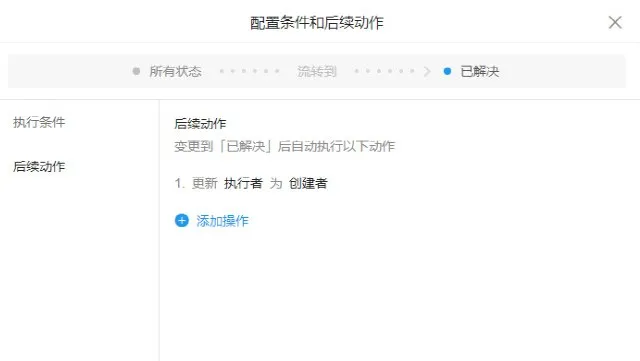 配置条件和后续动作
所有状态 流转到 已解决
执行条件
后续动作
后续动作
变更到「已解决」后自动执行以下动作
1. 更新 执行者 为 创建者
添加操作